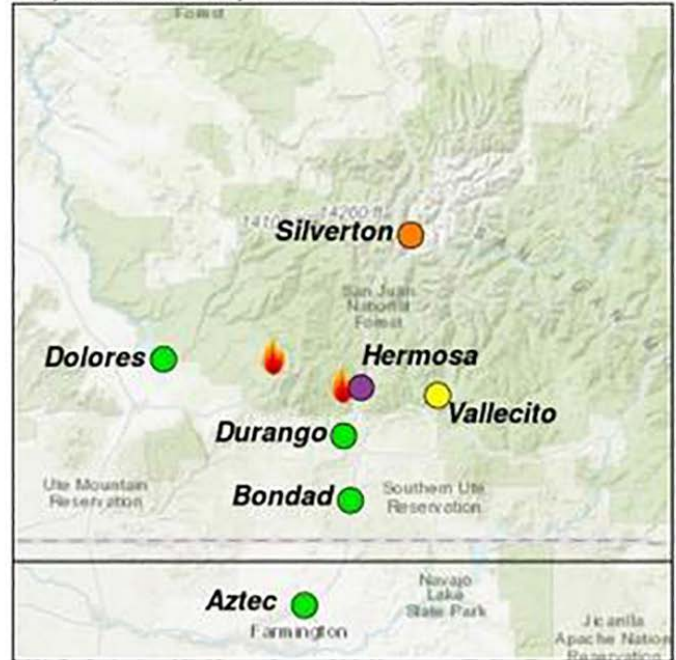 Forest
14200 ft
Silverton
San Juan
National
Forest
Dolores
Hermosa
Vallecito
Durango
Ute Mountain
Reservation
Bondad
Southern Ute
Reservation
Aztec
Navajo
Lake
State Park
Farmington
Jicarilla
Apache Nation
Reservation